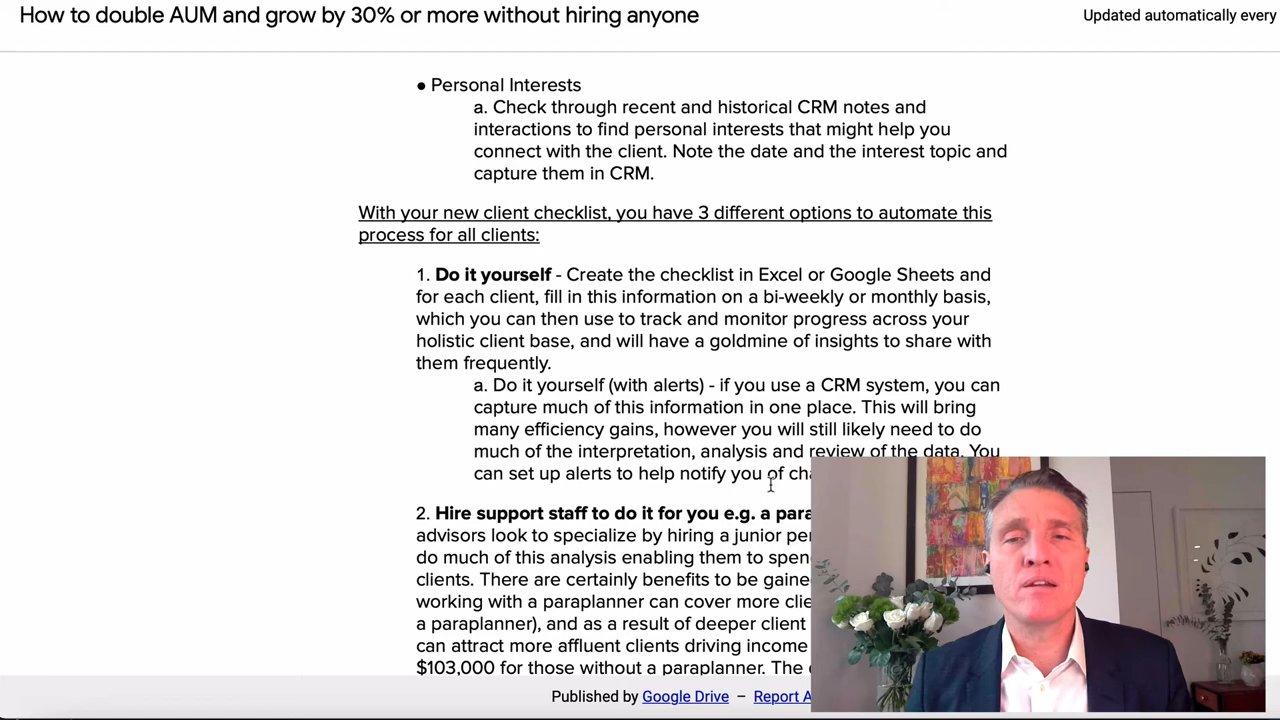 How to double AUM and grow by 30% or more without hiring anyone
Updated automatically every
● Personal Interests
a. Check through recent and historical CRM notes and
interactions to find personal interests that might help you
connect with the client. Note the date and the interest topic and
capture them in CRM.
With your new client checklist, you have 3 different options to automate this
process for all clients:
1. Do it yourself - Create the checklist in Excel or Google Sheets and
for each client, fill in this information on a bi-weekly or monthly basis,
which you can then use to track and monitor progress across your
holistic client base, and will have a goldmine of insights to share with
them frequently.
a. Do it yourself (with alerts) - if you use a CRM system, you can
capture much of this information in one place. This will bring
many efficiency gains, however you will still likely need to do
much of the interpretation, analysis and review of the data. You
can set up alerts to help notify you of
2. Hire support staff to do it for you e.g. a
advisors look to specialize by hiring a junior
do much of this analysis enabling them to
clients. There are certainly benefits to be
working with a paraplanner can cover more
a paraplanner), and as a result of deeper client
can attract more affluent clients driving income
$103,000 for those without a paraplanner. The
Published by Google Drive – Report